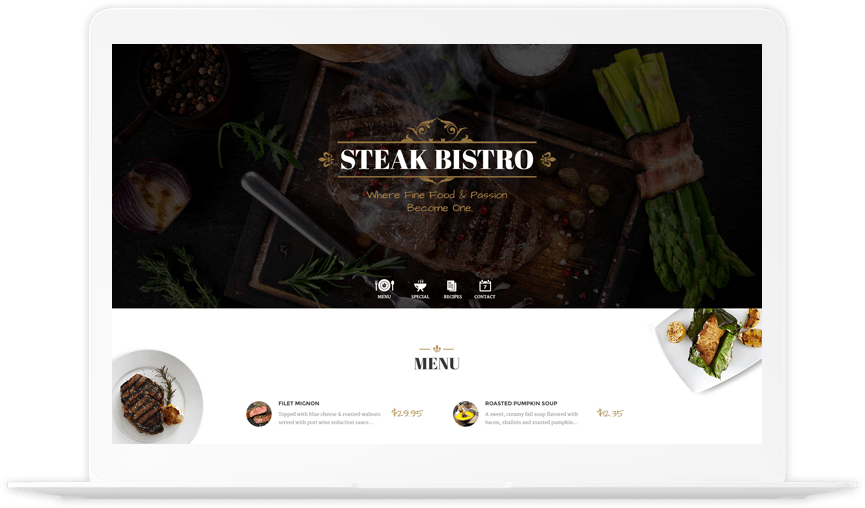 STEAK BISTRO
Where Fine Food & Passion
Become One.
MENU
SPECIAL
RECIPES
CONTACT
7
MENU
FILET MIGNON
Topped with blue cheese & roasted walnuts
served with port wine reduction sauce ...
$29.95
ROASTED PUMPKIN SOUP
A sweet, creamy fall soup flavored with
bacon, shallots and roasted pumpkin...
$12.35